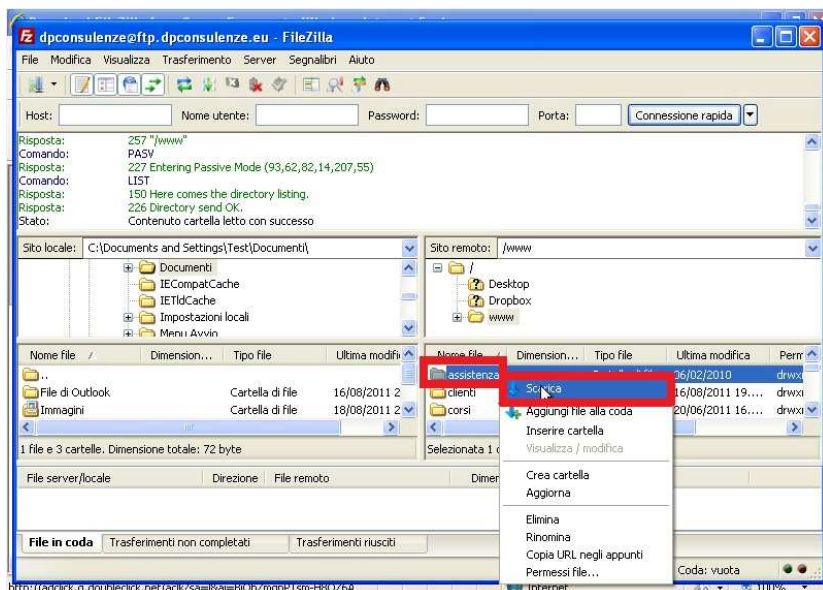 dpconsulenze@ftp.dpconsulenze.eu - FileZilla
File Modifica Visualizza Trasferimento Server Segnalibri Aiuto
Host: Nome utente: Password: Porta: Connessione rapida
Risposta: 257 "/www"
Comando: PASV
Risposta: 227 Entering Passive Mode (93,62,82,14,207,55)
Comando: LIST
Risposta: 150 Here comes the directory listing.
Risposta: 226 Directory send OK.
Stato: Contenuto cartella letto con successo
Sito locale: C:\Documents and Settings\Test\Documenti\
Documenti
IECompatCache
IETldCache
Impostazioni locali
Menu Avvio
Sito remoto: /www
/
Desktop
Dropbox
www
Nome file Dimension... Tipo file Ultima modifi
..
File di Outlook Cartella di file 16/08/2011 2
Immagini Cartella di file 18/08/2011 2
1 file e 3 cartelle. Dimensione totale: 72 byte
Nome file Dimension... Tipo file Ultima modifica Perm
assistenza 06/02/2010 drwx
clienti 16/08/2011 19.... drwx
corsi 20/06/2011 16.... drwx
Selezionata 1
Scarica
Aggiungi file alla coda
Inserire cartella
Visualizza / modifica
Crea cartella
Aggiorna
Elimina
Rinomina
Copia URL negli appunti
Permessi file...
File server/locale Direzione File remoto Dimer
File in coda Trasferimenti non completati Trasferimenti riusciti
Coda: vuota
Internet 100%